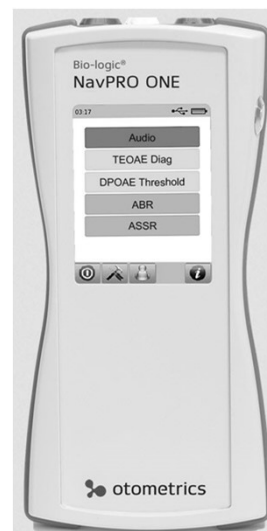 Bio-logic®
NavPRO ONE
03:17
Audio
TEOAE Diag
DPOAE Threshold
ABR
ASSR
otometrics